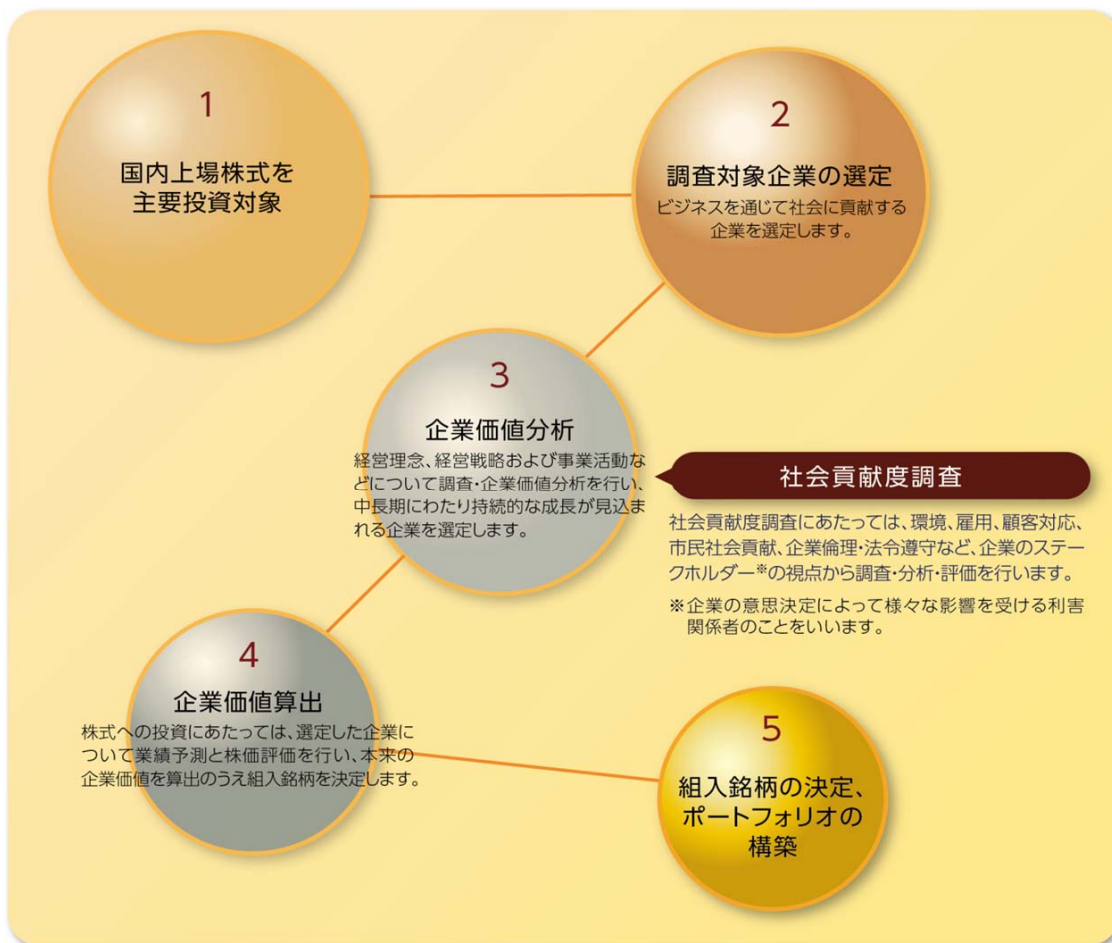 1
国内上場株式を
主要投資対象
2
調査対象企業の選定
ビジネスを通じて社会に貢献する
企業を選定します。
3
企業価値分析
経営理念、経営戦略および事業活動な
どについて調査・企業価値分析を行い、
中長期にわたり持続的な成長が見込ま
れる企業を選定します。
社会貢献度調査
社会貢献度調査にあたっては、環境、雇用、顧客対応、
市民社会貢献、企業倫理・法令遵守など、企業のステー
クホルダー※の視点から調査・分析・評価を行います。
※企業の意思決定によって様々な影響を受ける利害
関係者のことをいいます。
4
企業価値算出
株式への投資にあたっては、選定した企業に
ついて業績予測と株価評価を行い、本来の
企業価値を算出のうえ組入銘柄を決定します。
5
組入銘柄の決定、
ポートフォリオの
構築